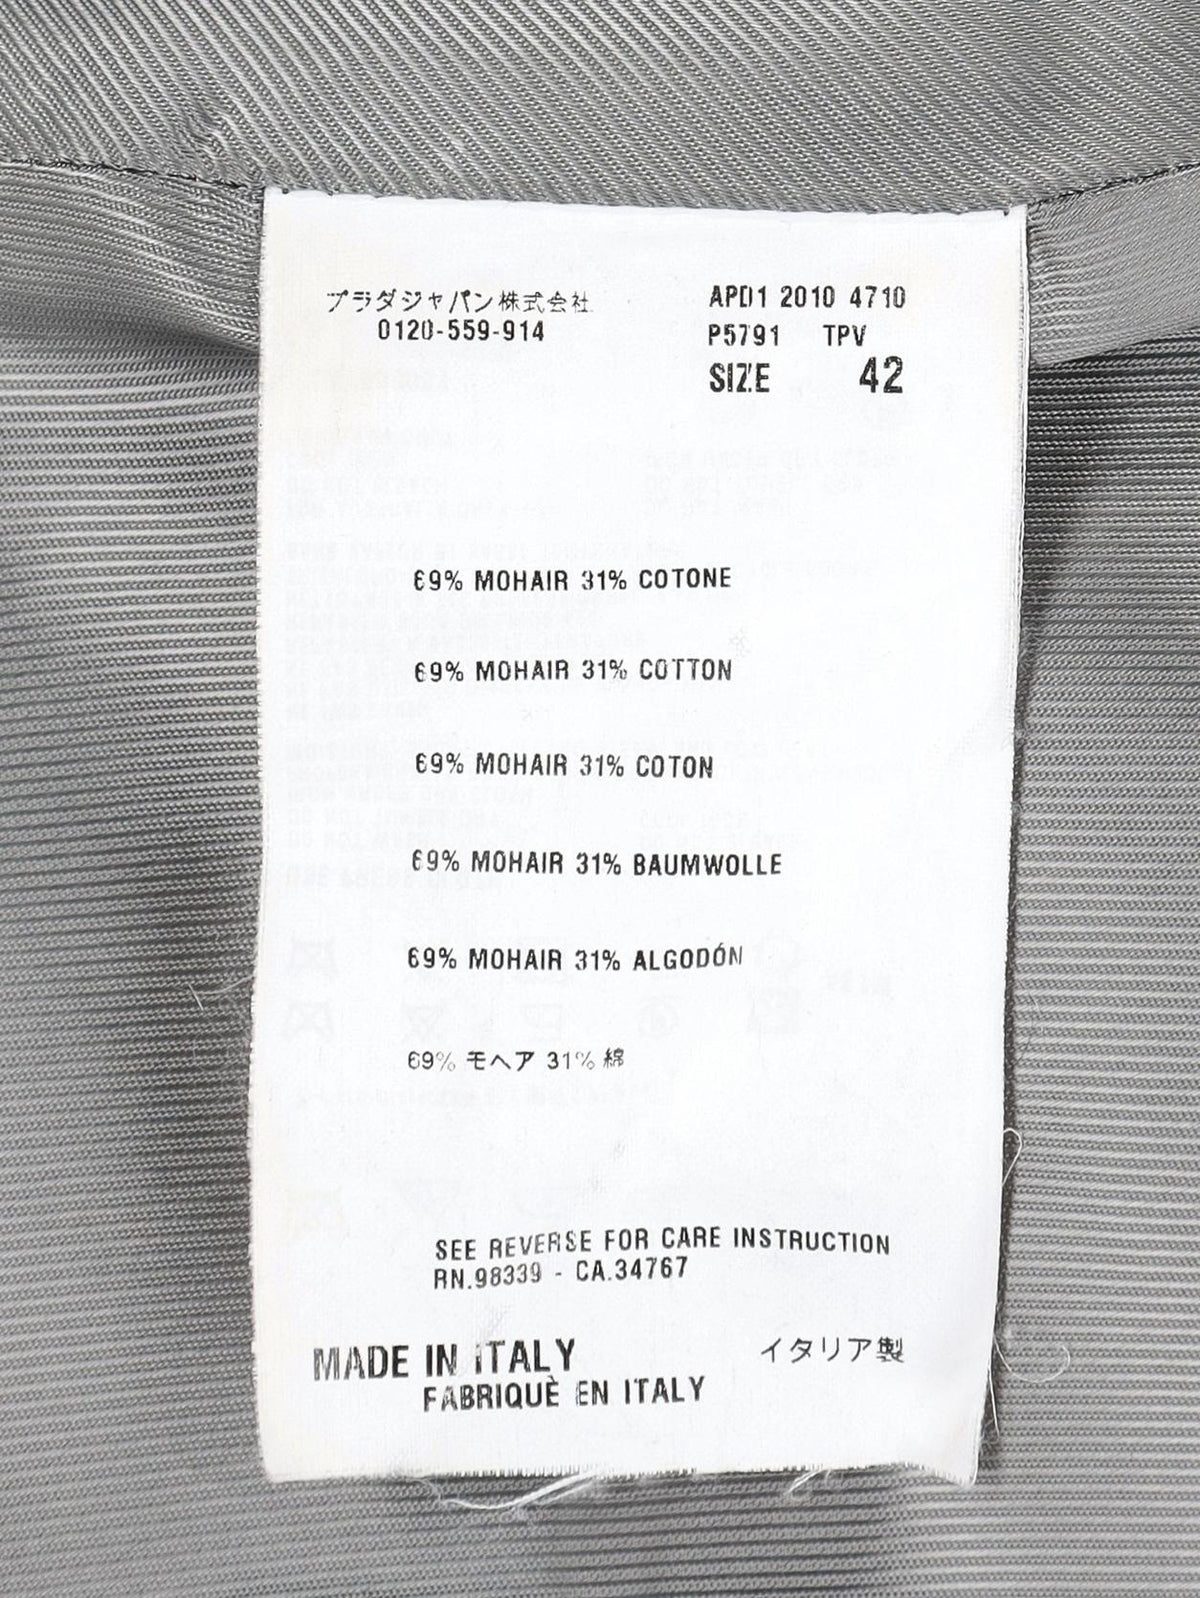 プラダジャパン株式会社
0120-559-914
APD1 2010 4710
P5791 TPV
SIZE 42
69% MOHAIR 31% COTONE
69% MOHAIR 31% COTTON
69% MOHAIR 31% COTON
69% MOHAIR 31% BAUMWOLLE
69% MOHAIR 31% ALGODÓN
69% モヘア 31% 綿
SEE REVERSE FOR CARE INSTRUCTION
RN.98339 - CA.34767
MADE IN ITALY
イタリア製
FABRIQUÈ EN ITALY